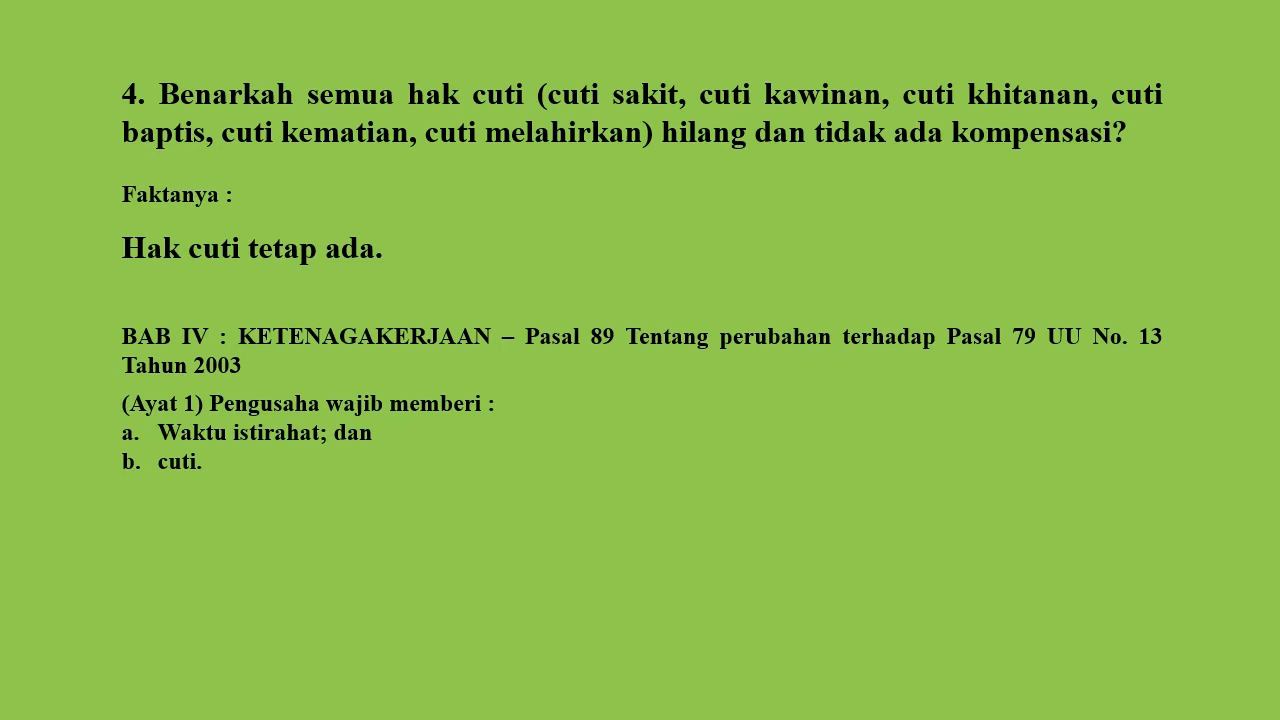 4. Benarkah semua hak cuti (cuti sakit, cuti kawinan, cuti khitanan, cuti
baptis, cuti kematian, cuti melahirkan) hilang dan tidak ada kompensasi?
Faktanya :
Hak cuti tetap ada.
BAB IV : KETENAGAKERJAAN – Pasal 89 Tentang perubahan terhadap Pasal 79 UU No. 13
Tahun 2003
(Ayat 1) Pengusaha wajib memberi :
a. Waktu istirahat; dan
b. cuti.